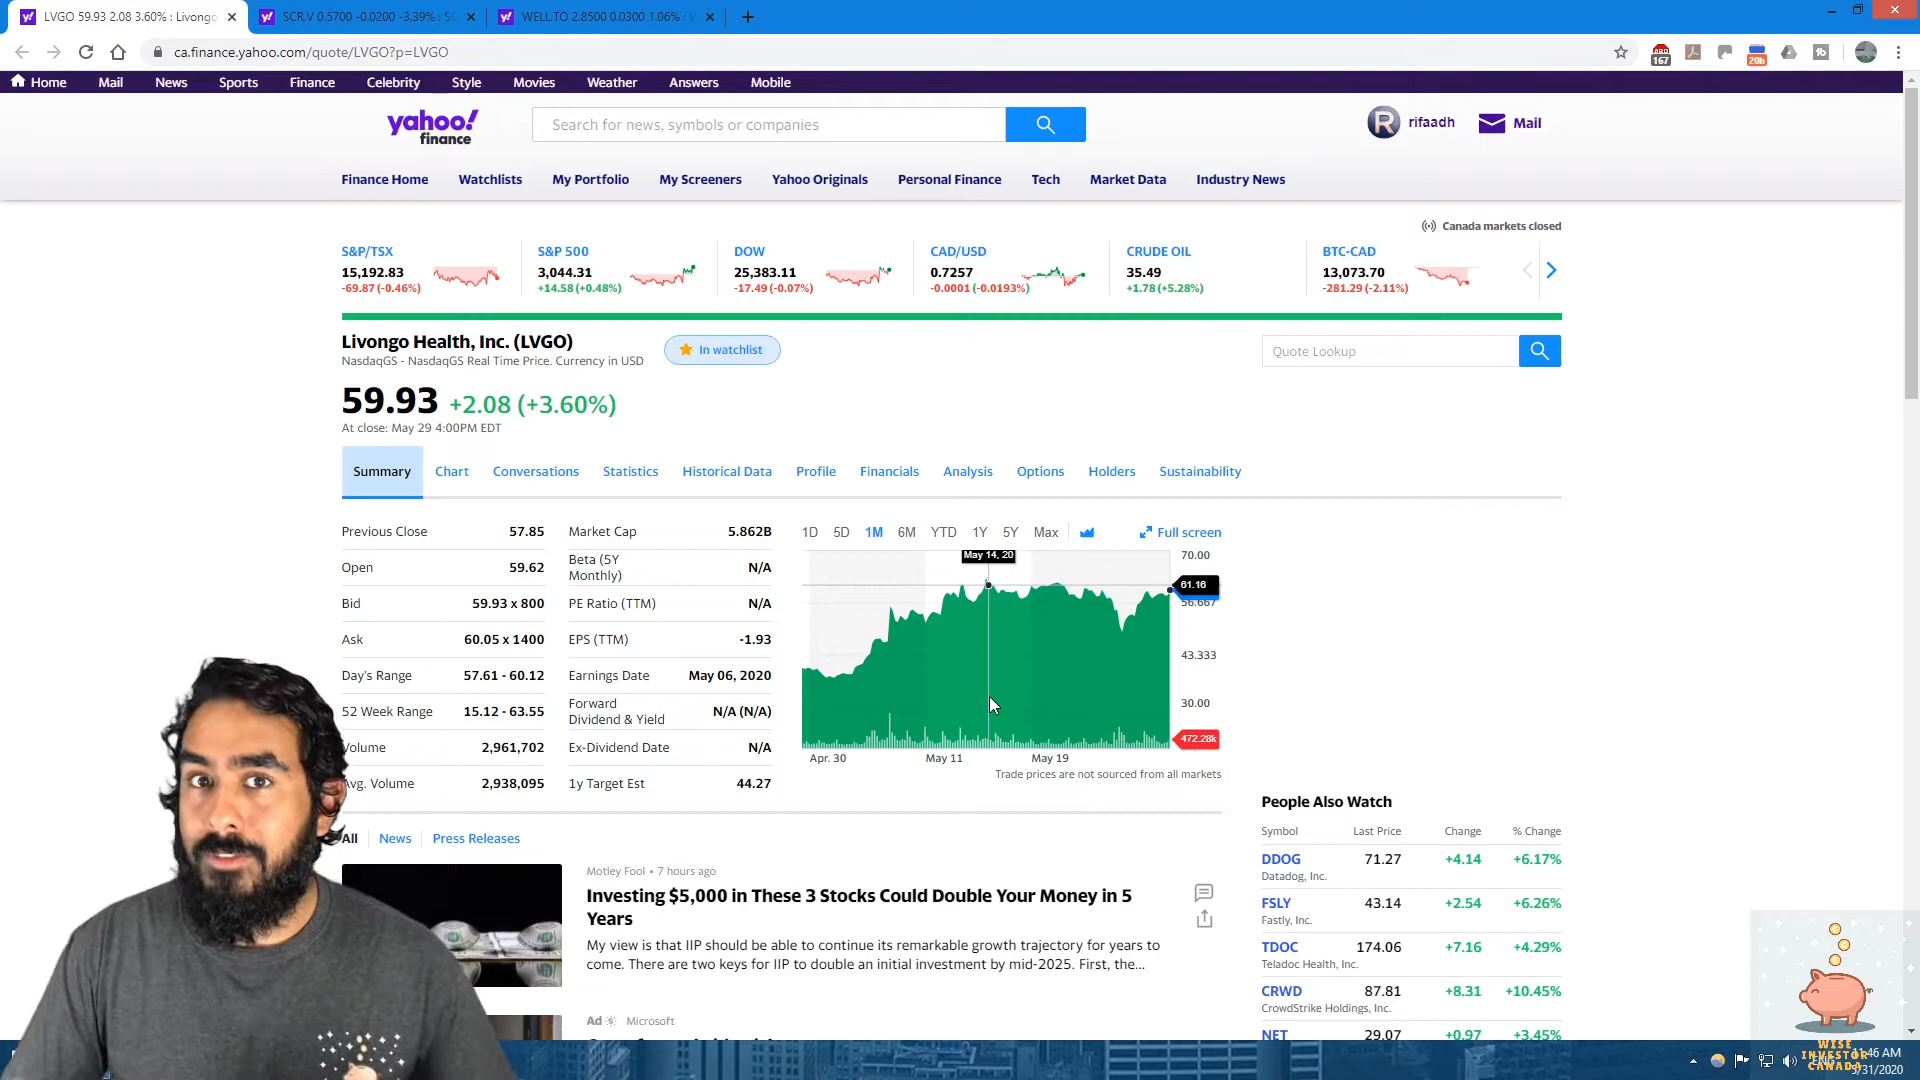 LVGO 59.93 2.08 3.60% : Livongo
SCR.V 0.5700 -0.0200 -3.39% : SC
WELL.TO 2.8500 0.0300 1.06% : W
ca.finance.yahoo.com/quote/LVGO?p=LVGO
167
20h
Home Mail News Sports Finance Celebrity Style Movies Weather Answers Mobile
yahoo!
finance
Search for news, symbols or companies
R rifaadh Mail
Finance Home Watchlists My Portfolio My Screeners Yahoo Originals Personal Finance Tech Market Data Industry News
Canada markets closed
S&P/TSX
15,192.83
-69.87 (-0.46%)
S&P 500
3,044.31
+14.58 (+0.48%)
DOW
25,383.11
-17.49 (-0.07%)
CAD/USD
0.7257
-0.0001 (-0.0193%)
CRUDE OIL
35.49
+1.78 (+5.28%)
BTC-CAD
13,073.70
-281.29 (-2.11%)
Livongo Health, Inc. (LVGO)
NasdaqGS - NasdaqGS Real Time Price. Currency in USD
In watchlist
Quote Lookup
59.93 +2.08 (+3.60%)
At close: May 29 4:00PM EDT
Summary Chart Conversations Statistics Historical Data Profile Financials Analysis Options Holders Sustainability
Previous Close 57.85
Open 59.62
Bid 59.93 x 800
Ask 60.05 x 1400
Day's Range 57.61 - 60.12
52 Week Range 15.12 - 63.55
Volume 2,961,702
Avg. Volume 2,938,095
Market Cap 5.862B
Beta (5Y
Monthly) N/A
PE Ratio (TTM) N/A
EPS (TTM) -1.93
Earnings Date May 06, 2020
Forward
Dividend & Yield N/A (N/A)
Ex-Dividend Date N/A
1y Target Est 44.27
1D 5D 1M 6M YTD 1Y 5Y Max Full screen
May 14, 20
70.00
61.16
56.667
43.333
30.00
472.28k
Apr. 30 May 11 May 19
Trade prices are not sourced from all markets
All News Press Releases
Motley Fool • 7 hours ago
Investing $5,000 in These 3 Stocks Could Double Your Money in 5
Years
My view is that IIP should be able to continue its remarkable growth trajectory for years to
come. There are two keys for IIP to double an initial investment by mid-2025. First, the...
Ad Microsoft
People Also Watch
Symbol Last Price Change % Change
DDOG 71.27 +4.14 +6.17%
Datadog, Inc.
FSLY 43.14 +2.54 +6.26%
Fastly, Inc.
TDOC 174.06 +7.16 +4.29%
Teladoc Health, Inc.
CRWD 87.81 +8.31 +10.45%
CrowdStrike Holdings, Inc.
NET 29.07 +0.97 +3.45%
WISE
INVESTOR
CANADA
11:46 AM
5/31/2020